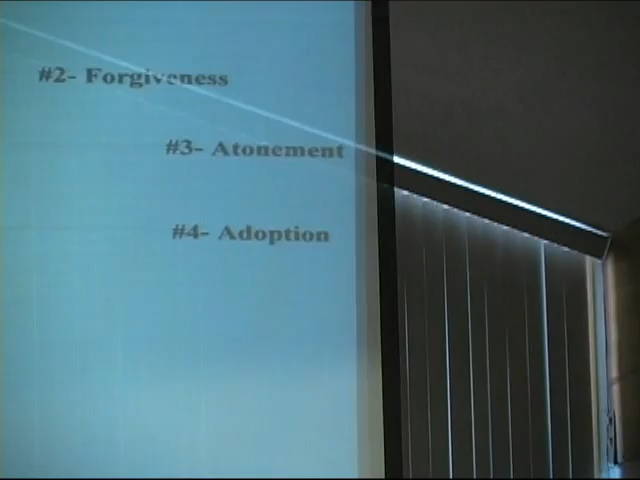 #2- Forgiveness
#3- Atonement
#4- Adoption